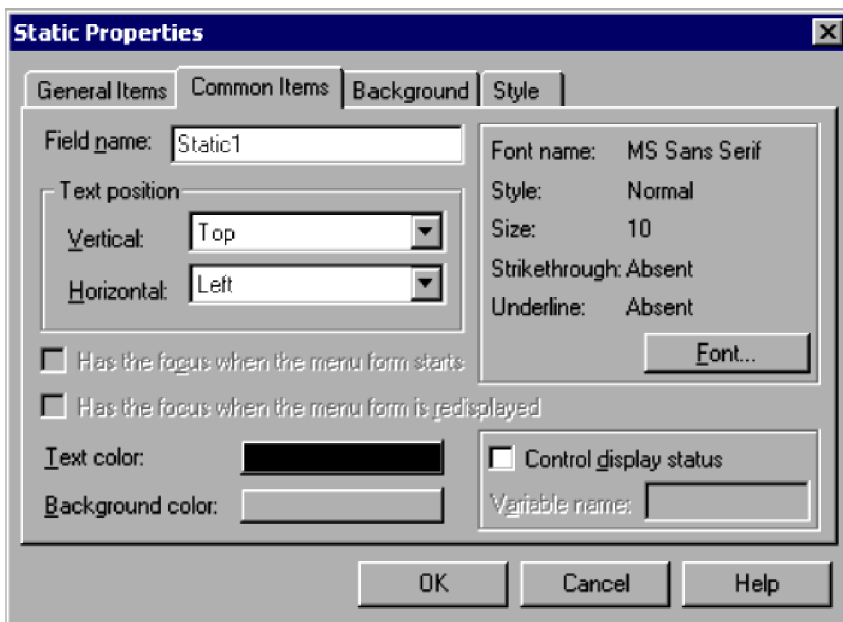 Static Properties
General Items Common Items Background Style
Field name: Static1
Text position
Vertical: Top
Horizontal: Left
Has the focus when the menu form starts
Has the focus when the menu form is redisplayed
Text color:
Background color:
Font name: MS Sans Serif
Style: Normal
Size: 10
Strikethrough: Absent
Underline: Absent
Font...
Control display status
Variable name:
OK Cancel Help